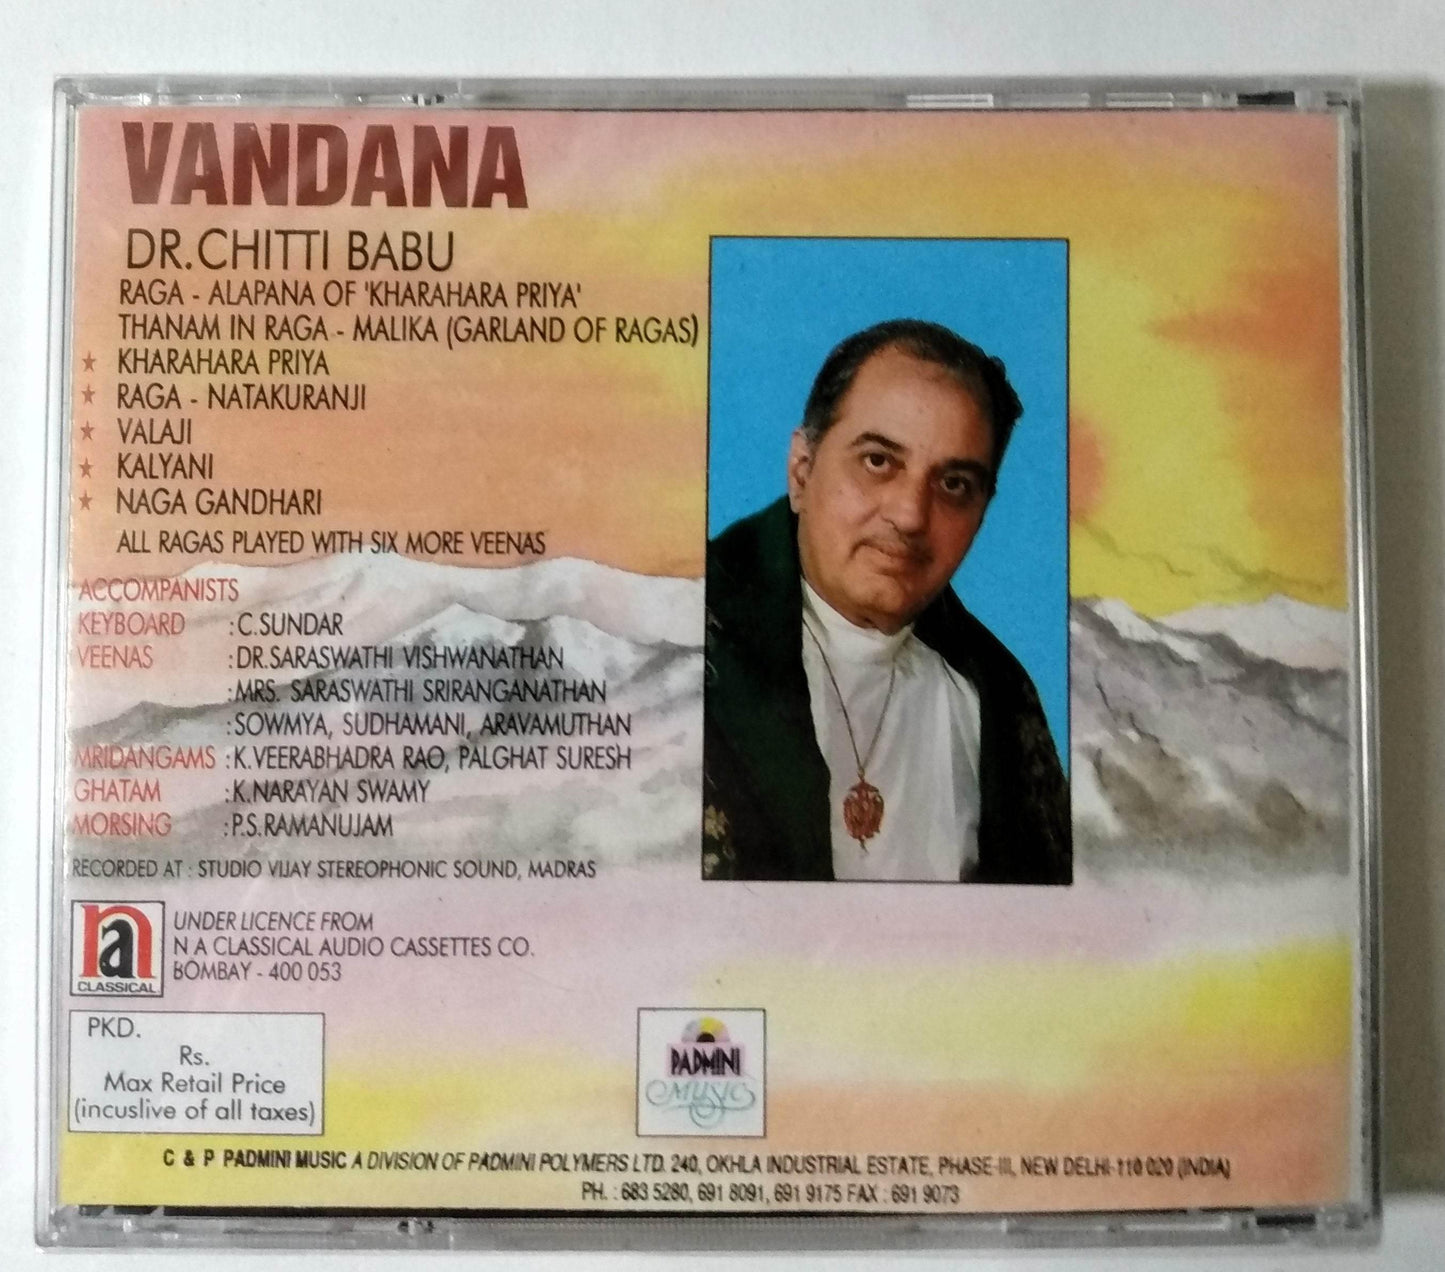 VANDANA
DR.CHITTI BABU
RAGA - ALAPANA OF 'KHARAHARA PRIYA'
THANAM IN RAGA - MALIKA (GARLAND OF RAGAS)
★ KHARAHARA PRIYA
★ RAGA - NATAKURANJI
★ VALAJI
★ KALYANI
★ NAGA GANDHARI
ALL RAGAS PLAYED WITH SIX MORE VEENAS
ACCOMPANISTS
KEYBOARD :C.SUNDAR
VEENAS :DR.SARASWATHI VISHWANATHAN
:MRS. SARASWATHI SRIRANGANATHAN
:SOWMYA, SUDHAMANI, ARAVAMUTHAN
MRIDANGAMS :K.VEERABHADRA RAO, PALGHAT SURESH
GHATAM :K.NARAYAN SWAMY
MORSING :P.S.RAMANUJAM
RECORDED AT : STUDIO VIJAY STEREOPHONIC SOUND, MADRAS
na
CLASSICAL
UNDER LICENCE FROM
N A CLASSICAL AUDIO CASSETTES CO.
BOMBAY - 400 053
PKD.
Rs.
Max Retail Price
(incuslive of all taxes)
PADMINI
MUSIC
C & P PADMINI MUSIC A DIVISION OF PADMINI POLYMERS LTD. 240, OKHLA INDUSTRIAL ESTATE, PHASE-III, NEW DELHI-110 020 (INDIA)
PH. : 683 5280, 691 8091, 691 9175 FAX : 691 9073